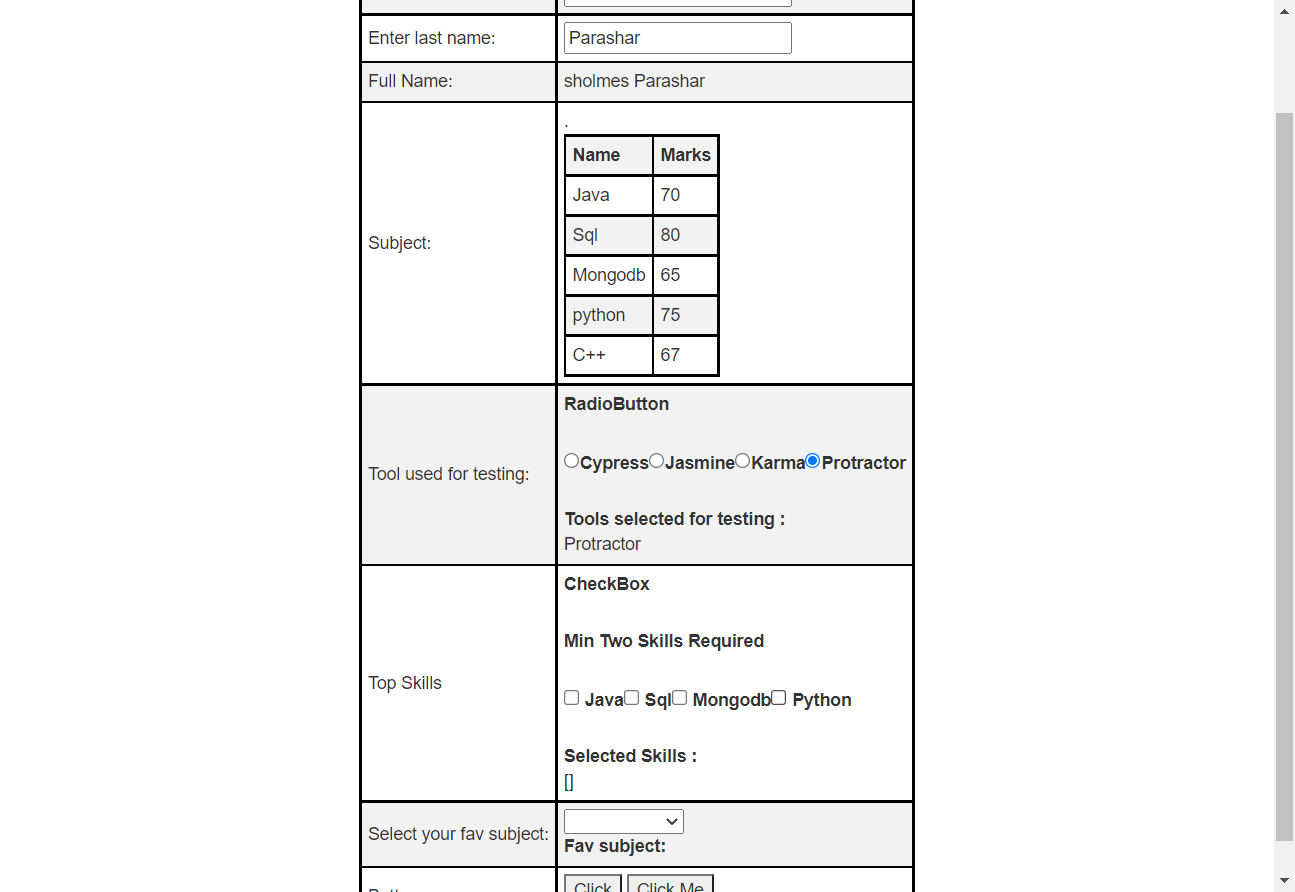 Enter last name: Parashar
Full Name: sholmes Parashar
Subject:
.
Name Marks
Java 70
Sql 80
Mongodb 65
python 75
C++ 67
Tool used for testing:
RadioButton
Cypress Jasmine Karma Protractor
Tools selected for testing :
Protractor
Top Skills
CheckBox
Min Two Skills Required
Java Sql Mongodb Python
Selected Skills :
[]
Select your fav subject:
Fav subject:
Click Click Me